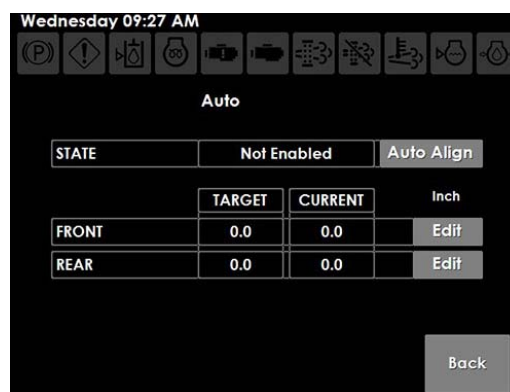 Wednesday 09:27 AM
Auto
STATE Not Enabled Auto Align
TARGET CURRENT Inch
FRONT 0.0 0.0 Edit
REAR 0.0 0.0 Edit
Back